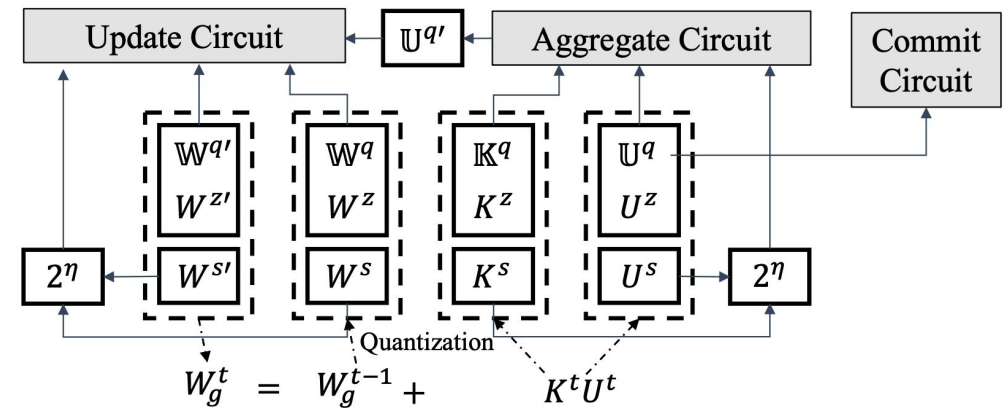 Update Circuit
𝕌^q′
Aggregate Circuit
Commit
Circuit
𝕎^q′
W^z′
𝕎^q
W^z
𝕂^q
K^z
𝕌^q
U^z
2^η
W^s′
W^s
K^s
U^s
2^η
Quantization
W_g^t = W_g^{t−1} + K^t U^t